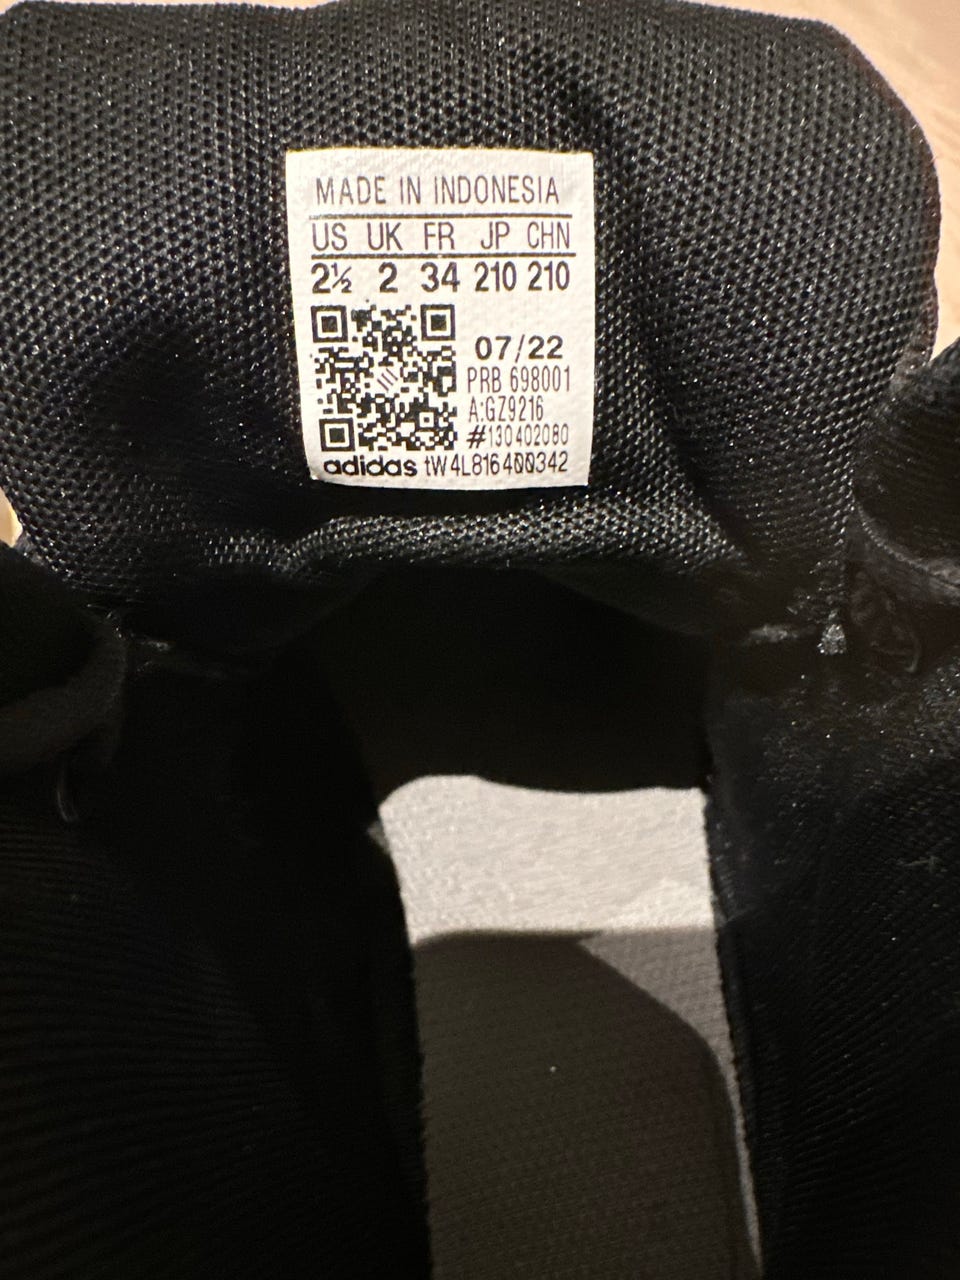 MADE IN INDONESIA
US UK FR JP CHN
2½ 2 34 210 210
07/22
PRB 698001
A:GZ9216
#130402080
adidas tW4L816400342